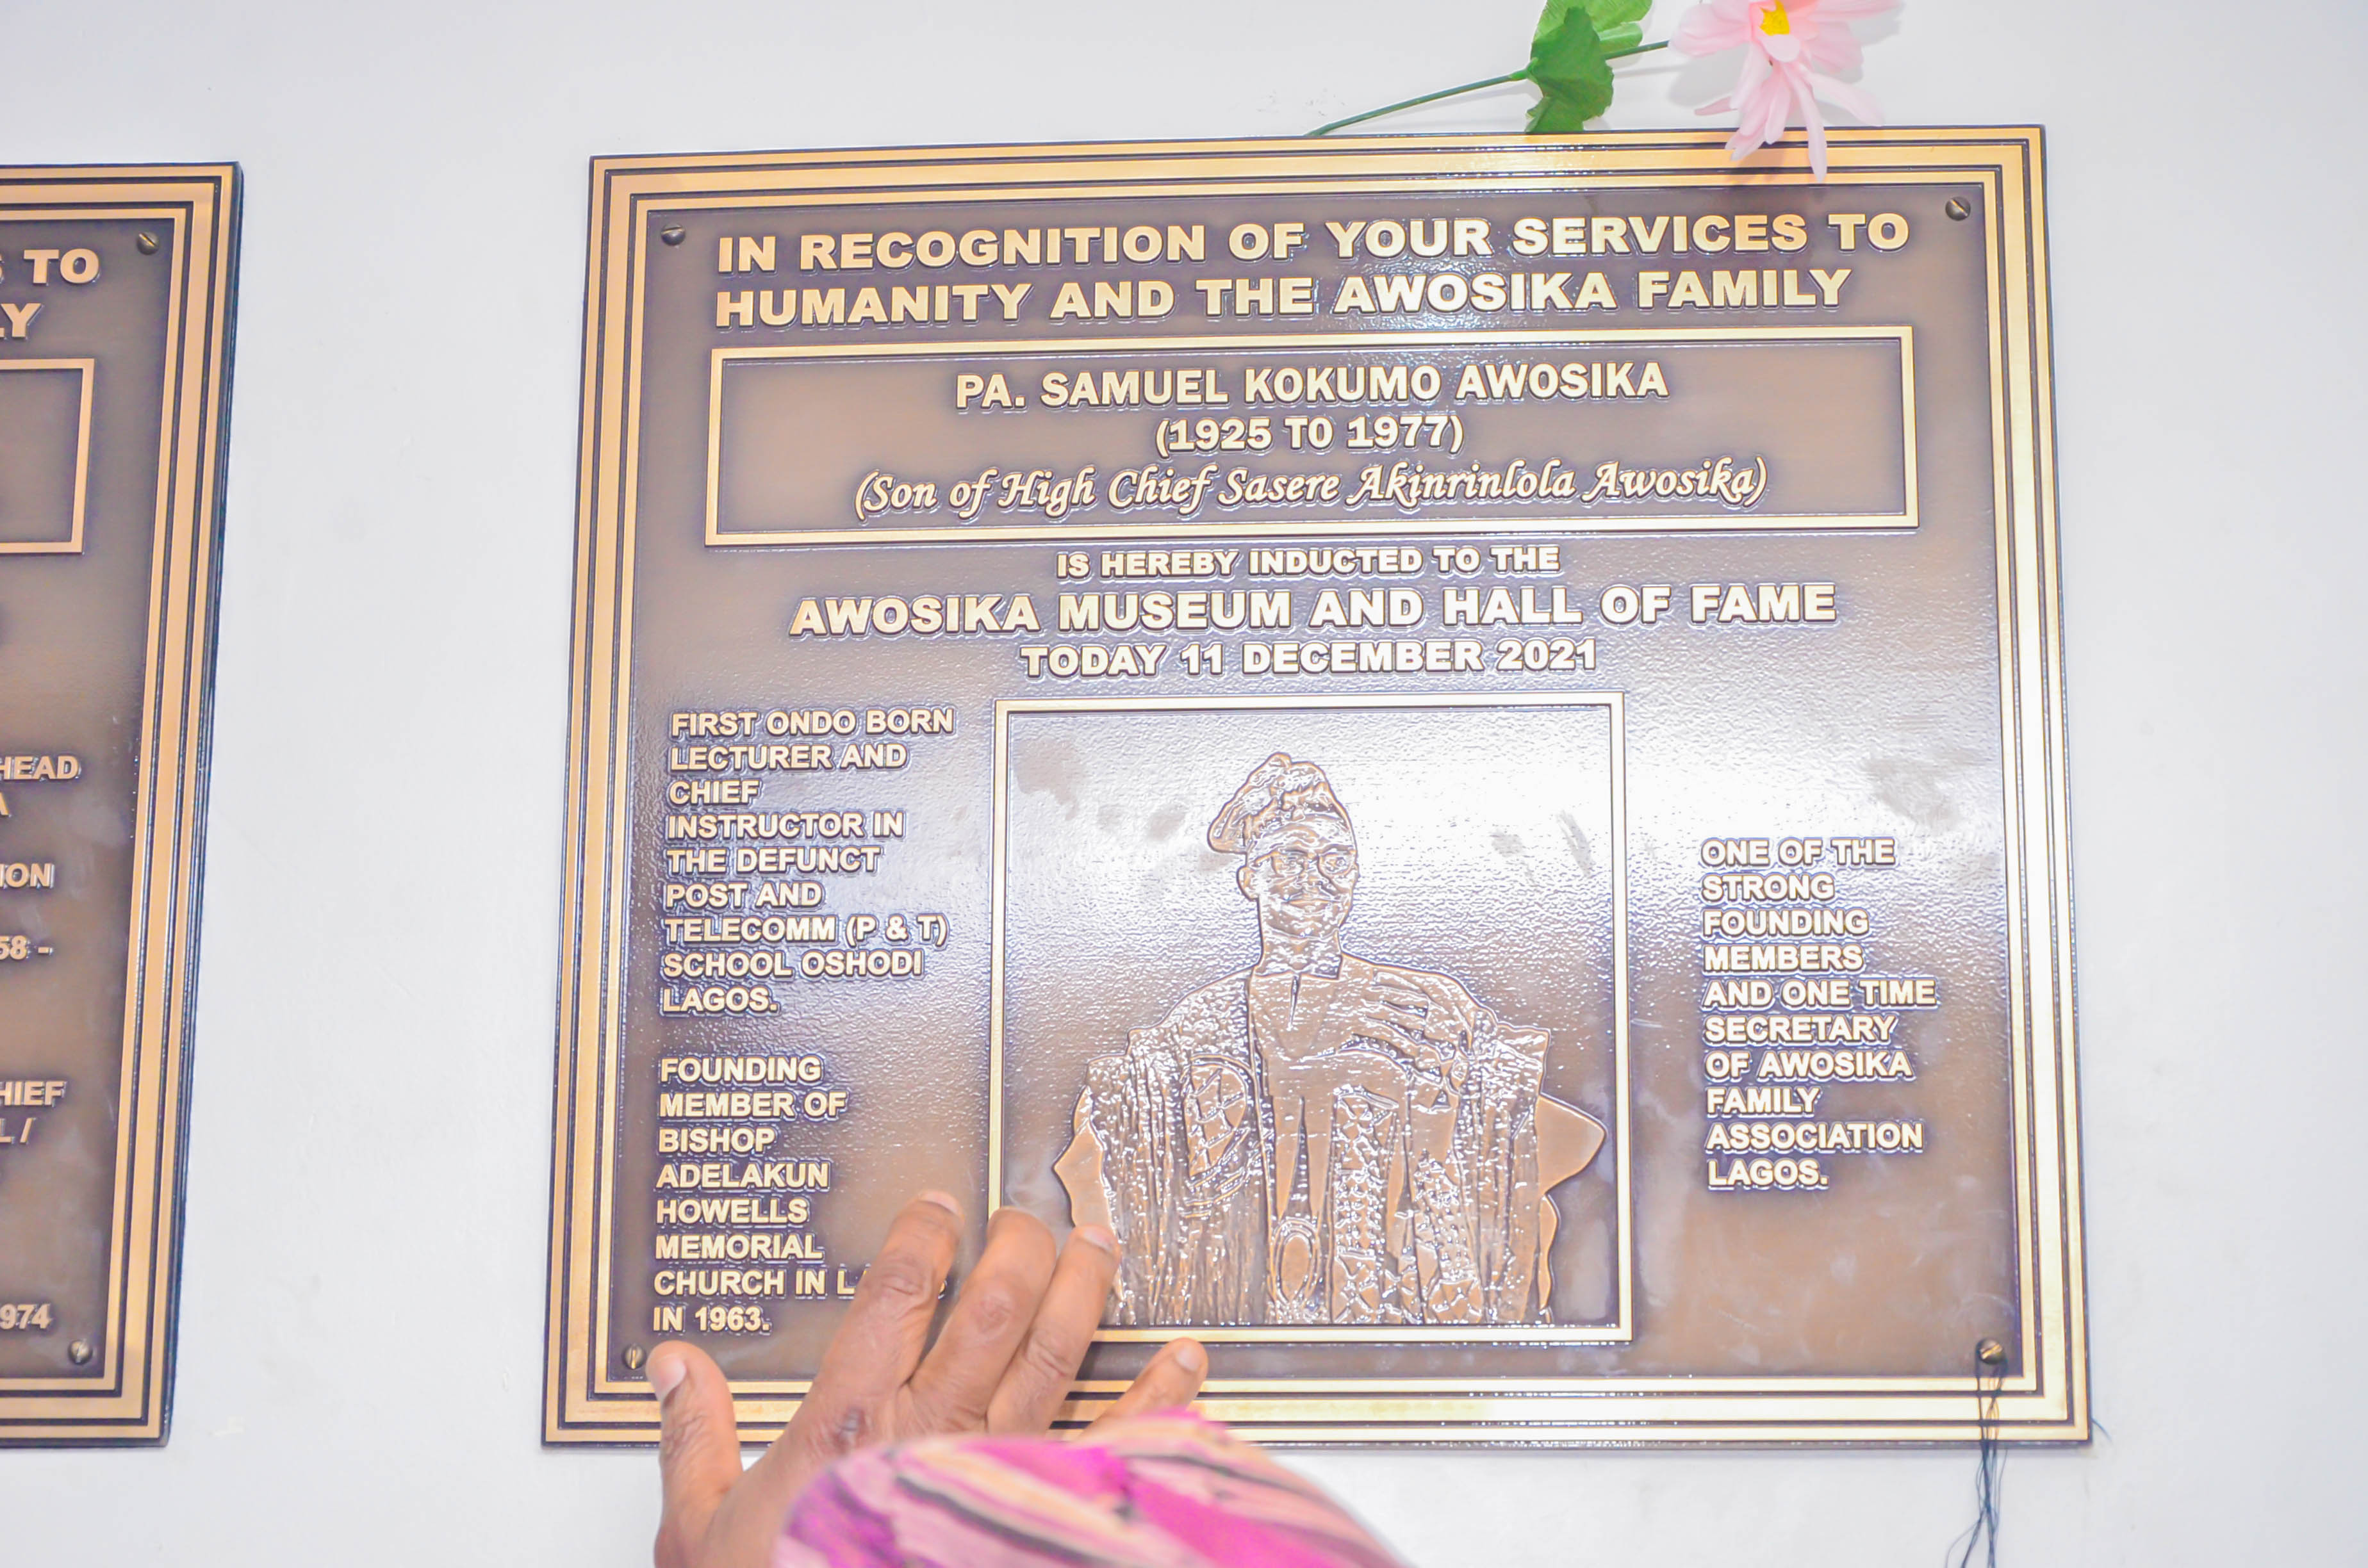 S TO
LY
HEAD
A
ION
58 -
HIEF
L /
974
IN RECOGNITION OF YOUR SERVICES TO
HUMANITY AND THE AWOSIKA FAMILY
PA. SAMUEL KOKUMO AWOSIKA
(1925 TO 1977)
(Son of High Chief Sasere Akinrinlola Awosika)
IS HEREBY INDUCTED TO THE
AWOSIKA MUSEUM AND HALL OF FAME
TODAY 11 DECEMBER 2021
FIRST ONDO BORN
LECTURER AND
CHIEF
INSTRUCTOR IN
THE DEFUNCT
POST AND
TELECOMM (P & T)
SCHOOL OSHODI
LAGOS.
FOUNDING
MEMBER OF
BISHOP
ADELAKUN
HOWELLS
MEMORIAL
CHURCH IN
IN 1963.
ONE OF THE
STRONG
FOUNDING
MEMBERS
AND ONE TIME
SECRETARY
OF AWOSIKA
FAMILY
ASSOCIATION
LAGOS.